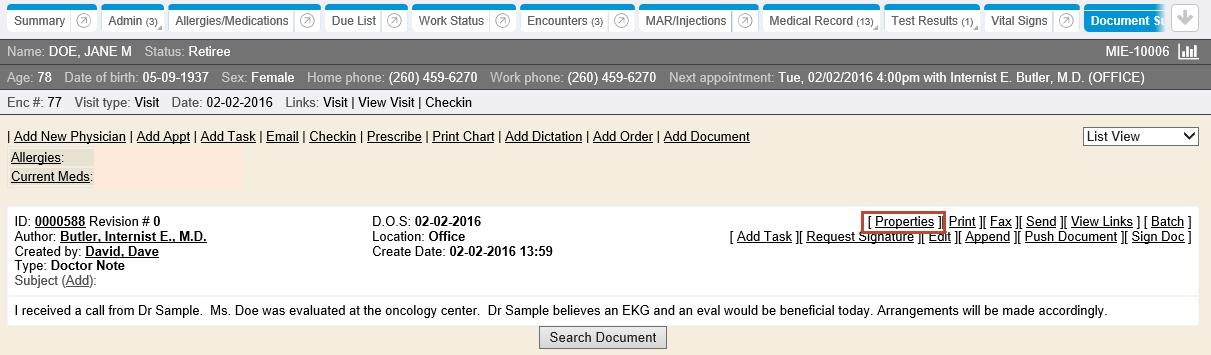 Summary Admin (3) Allergies/Medications Due List Work Status Encounters (3) MAR/Injections Medical Record (13) Test Results (1) Vital Signs Document S
Name: DOE, JANE M Status: Retiree MIE-10006
Age: 78 Date of birth: 05-09-1937 Sex: Female Home phone: (260) 459-6270 Work phone: (260) 459-6270 Next appointment: Tue, 02/02/2016 4:00pm with Internist E. Butler, M.D. (OFFICE)
Enc #: 77 Visit type: Visit Date: 02-02-2016 Links: Visit | View Visit | Checkin
| Add New Physician | Add Appt | Add Task | Email | Checkin | Prescribe | Print Chart | Add Dictation | Add Order | Add Document List View
Allergies:
Current Meds:
ID: 0000588 Revision # 0 D.O.S: 02-02-2016 [ Properties ][ Print ][ Fax ][ Send ][ View Links ] [ Batch ]
Author: Butler, Internist E., M.D. Location: Office [ Add Task ][ Request Signature ][ Edit ][ Append ][ Push Document ][ Sign Doc ]
Created by: David, Dave Create Date: 02-02-2016 13:59
Type: Doctor Note
Subject (Add):
I received a call from Dr Sample. Ms. Doe was evaluated at the oncology center. Dr Sample believes an EKG and an eval would be beneficial today. Arrangements will be made accordingly.
Search Document